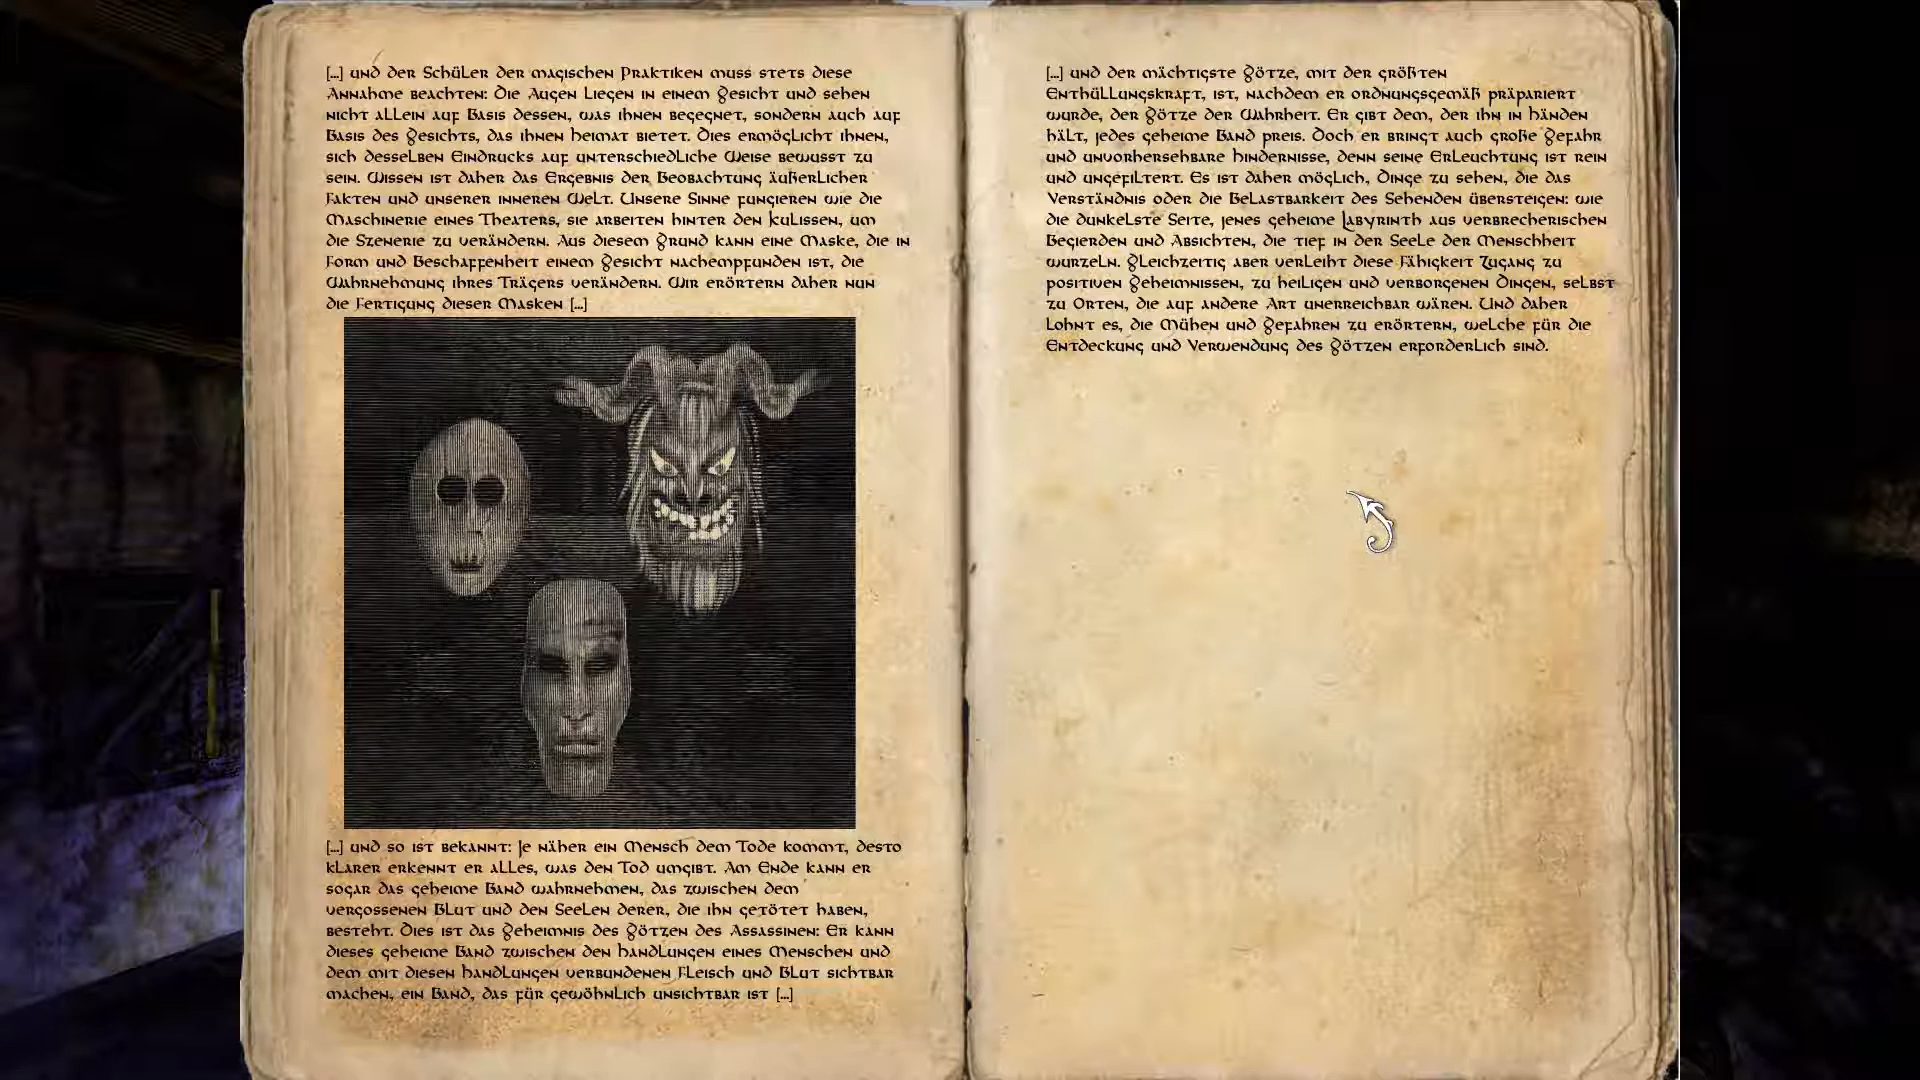 [...] und der Schüler der magischen Praktiken muss stets diese
Annahme beachten: Die Augen liegen in einem Gesicht und sehen
nicht allein auf Basis dessen, was ihnen begegnet, sondern auch auf
Basis des Gesichts, das ihnen Heimat bietet. Dies ermöglicht ihnen,
sich desselben Eindrucks auf unterschiedliche Weise bewusst zu
sein. Wissen ist daher das Ergebnis der Beobachtung äußerlicher
Fakten und unserer inneren Welt. Unsere Sinne fungieren wie die
Maschinerie eines Theaters, sie arbeiten hinter den Kulissen, um
die Szenerie zu verändern. Aus diesem Grund kann eine Maske, die in
Form und Beschaffenheit einem Gesicht nachempfunden ist, die
Wahrnehmung ihres Trägers verändern. Wir erörtern daher nun
die Fertigung dieser Masken [...]
[...] und so ist bekannt: Je näher ein Mensch dem Tode kommt, desto
klarer erkennt er alles, was den Tod umgibt. Am Ende kann er
sogar das geheime Band wahrnehmen, das zwischen dem
vergossenen Blut und den Seelen derer, die ihn getötet haben,
besteht. Dies ist das Geheimnis des Götzen des Assassinen: Er kann
dieses geheime Band zwischen den Handlungen eines Menschen und
dem mit diesen Handlungen verbundenen Fleisch und Blut sichtbar
machen, ein Band, das für gewöhnlich unsichtbar ist [...]
[...] und der mächtigste Götze, mit der größten
Enthüllungskraft, ist, nachdem er ordnungsgemäß präpariert
wurde, der Götze der Wahrheit. Er gibt dem, der ihn in Händen
hält, jedes geheime Band preis. Doch er bringt auch große Gefahr
und unvorhersehbare Hindernisse, denn seine Erleuchtung ist rein
und ungefiltert. Es ist daher möglich, Dinge zu sehen, die das
Verständnis oder die Belastbarkeit des Sehenden übersteigen: wie
die dunkelste Seite, jenes geheime Labyrinth aus verbrecherischen
Begierden und Absichten, die tief in der Seele der Menschheit
wurzeln. Gleichzeitig aber verleiht diese Fähigkeit Zugang zu
positiven Geheimnissen, zu heiligen und verborgenen Dingen, selbst
zu Orten, die auf andere Art unerreichbar wären. Und daher
lohnt es, die Mühen und Gefahren zu erörtern, welche für die
Entdeckung und Verwendung des Götzen erforderlich sind.